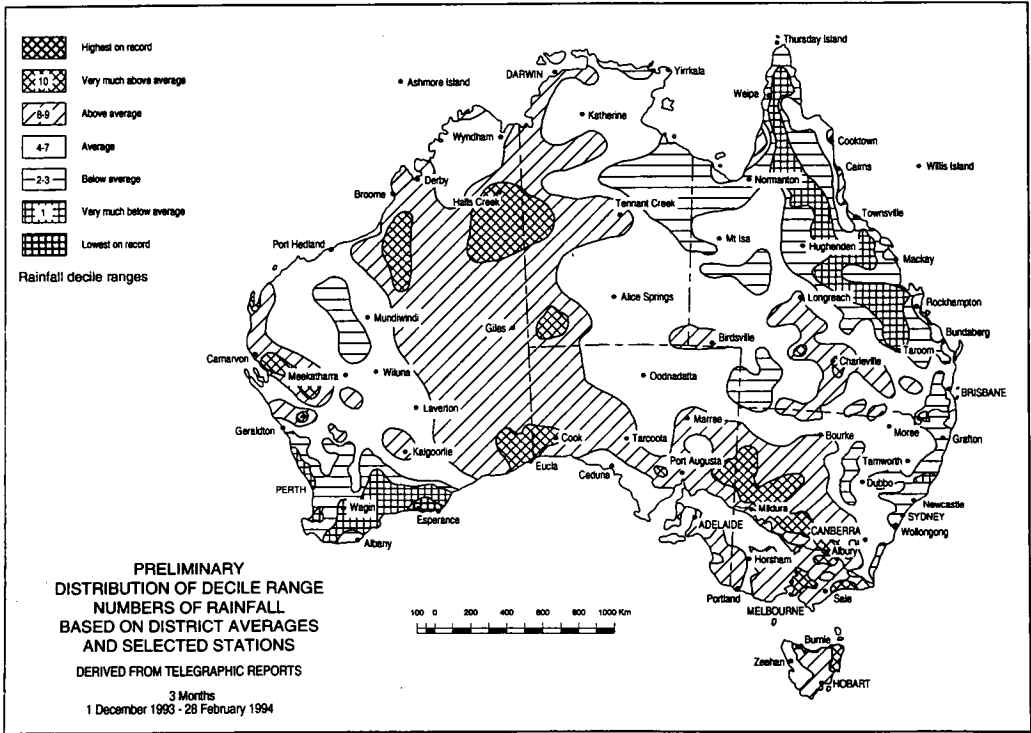 Highest on record
10 Very much above average
8-9 Above average
4-7 Average
2-3 Below average
1 Very much below average
Lowest on record
Rainfall decile ranges
Thursday Island
DARWIN
Yirrkala
Ashmore Island
Weipa
Katherine
Wyndham
Cooktown
Cairns
Willis Island
Derby
Normanton
Broome
Halls Creek
Tennant Creek
Townsville
Port Hedland
Mt Isa
Hughenden
Mackay
Alice Springs
Longreach
Rockhampton
Mundiwindi
Giles
Birdsville
Bundaberg
Taroom
Carnarvon
Charleville
Meekatharra
Wiluna
Oodnadatta
BRISBANE
Laverton
Marree
Geraldton
Moree
Cook
Tarcoola
Bourke
Grafton
Kalgoorlie
Eucla
Port Augusta
Tamworth
Ceduna
Dubbo
PERTH
Wagin
Newcastle
Esperance
Mildura
SYDNEY
ADELAIDE
CANBERRA
Wollongong
Albany
Albury
Horsham
PRELIMINARY
DISTRIBUTION OF DECILE RANGE
NUMBERS OF RAINFALL
BASED ON DISTRICT AVERAGES
AND SELECTED STATIONS
DERIVED FROM TELEGRAPHIC REPORTS
3 Months
1 December 1993 - 28 February 1994
Portland
Sale
MELBOURNE
100 0 200 400 600 800 1000 Km
Burnie
Zeehan
HOBART